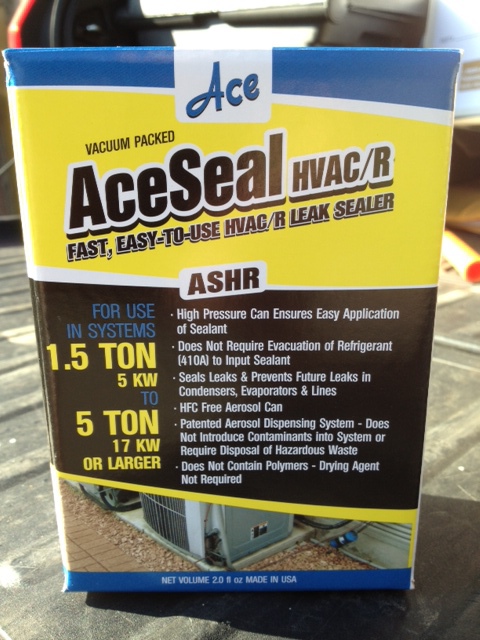 Ace
VACUUM PACKED
AceSeal HVAC/R
FAST, EASY-TO-USE HVAC/R LEAK SEALER
ASHR
FOR USE
IN SYSTEMS
1.5 TON
5 KW
TO
5 TON
17 KW
OR LARGER
· High Pressure Can Ensures Easy Application
of Sealant
· Does Not Require Evacuation of Refrigerant
(410A) to Input Sealant
· Seals Leaks & Prevents Future Leaks in
Condensers, Evaporators & Lines
· HFC Free Aerosol Can
· Patented Aerosol Dispensing System - Does
Not Introduce Contaminants into System or
Require Disposal of Hazardous Waste
· Does Not Contain Polymers - Drying Agent
Not Required
NET VOLUME 2.0 fl oz MADE IN USA